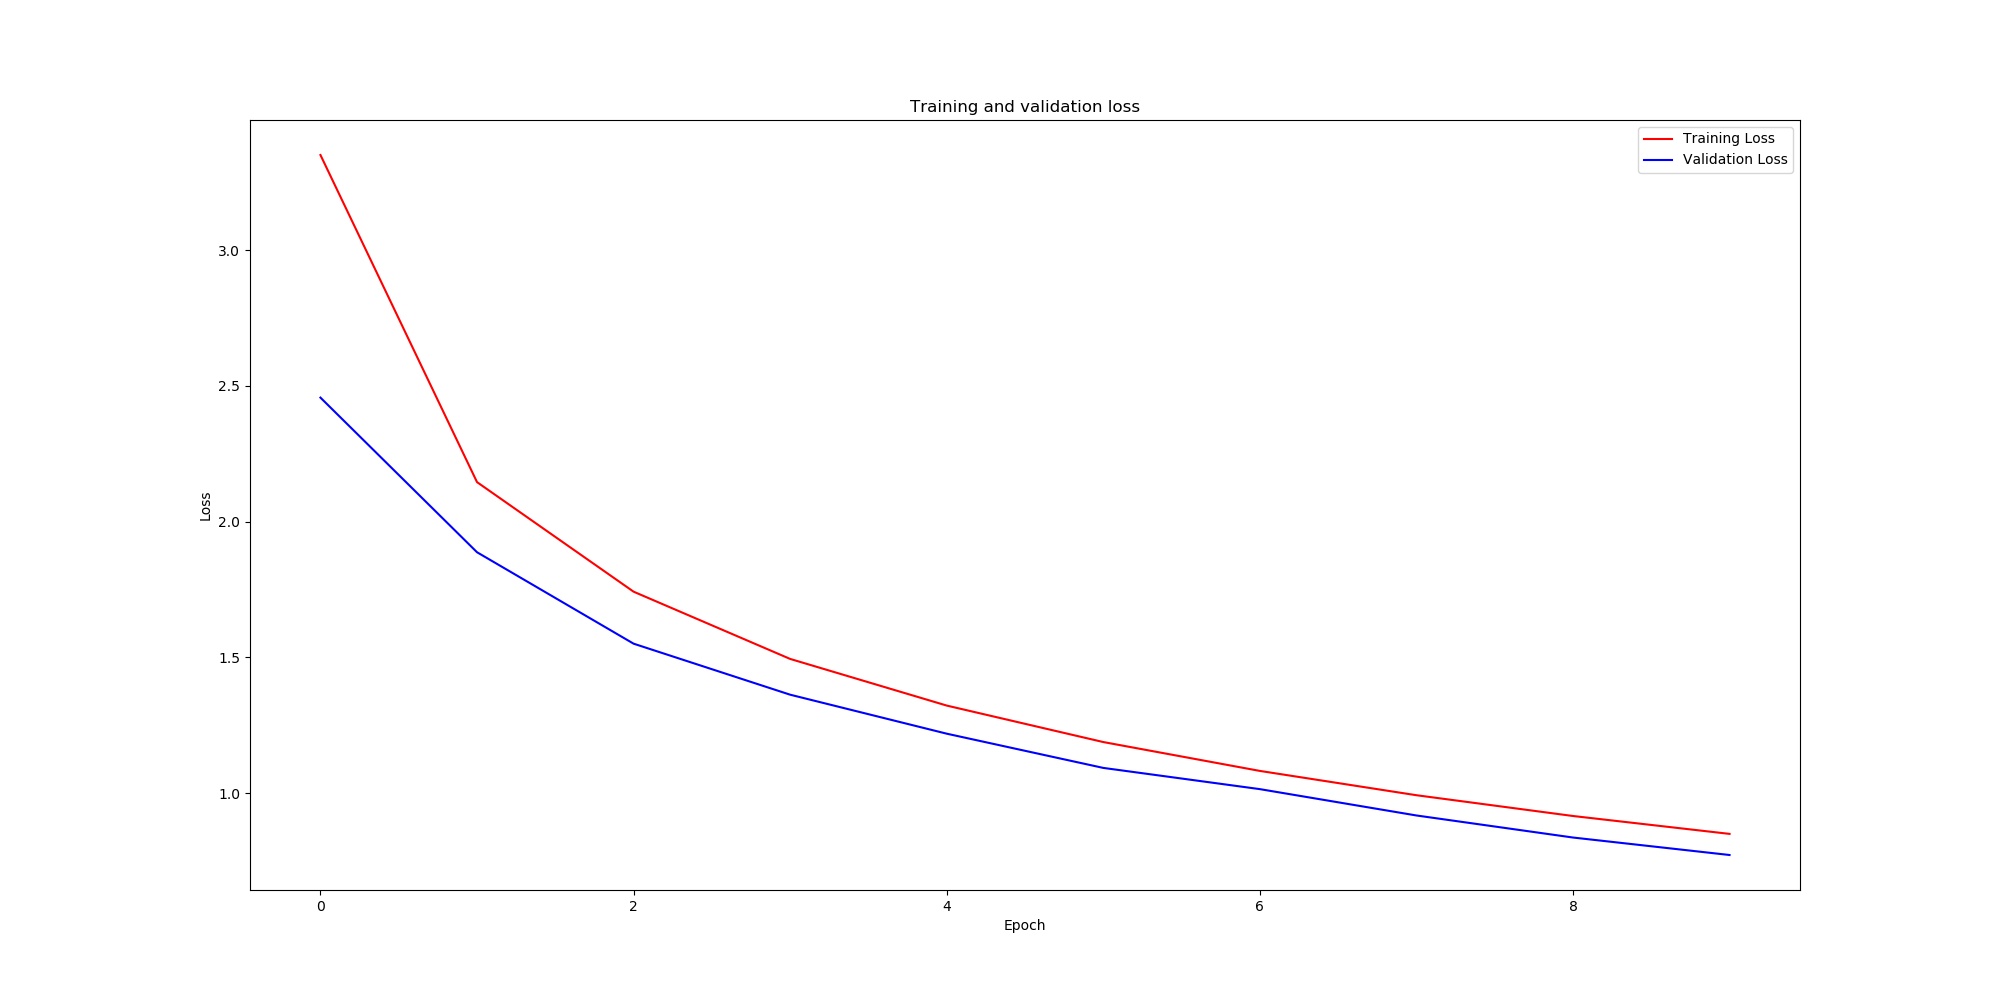 Training and validation loss
Training Loss
Validation Loss
3.0
2.5
2.0
1.5
1.0
Loss
0 2 4 6 8
Epoch